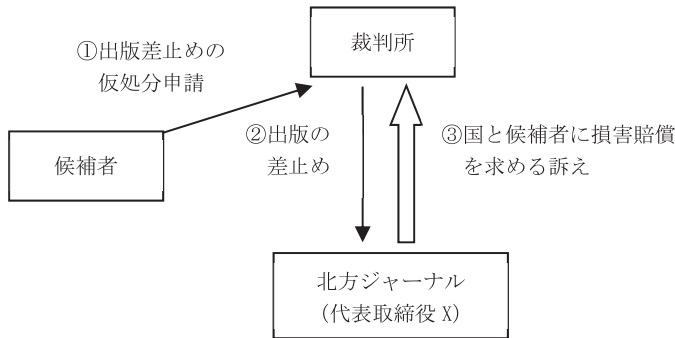 裁判所
①出版差止めの
仮処分申請
候補者
②出版の
差止め
③国と候補者に損害賠償
を求める訴え
北方ジャーナル
（代表取締役 X）